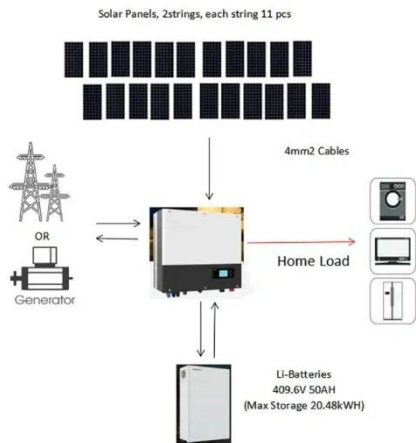 Solar Panels, 2strings, each string 11 pcs
4mm2 Cables
OR
Generator
Home Load
Li-Batteries
409.6V 50AH
(Max Storage 20.48kWH)